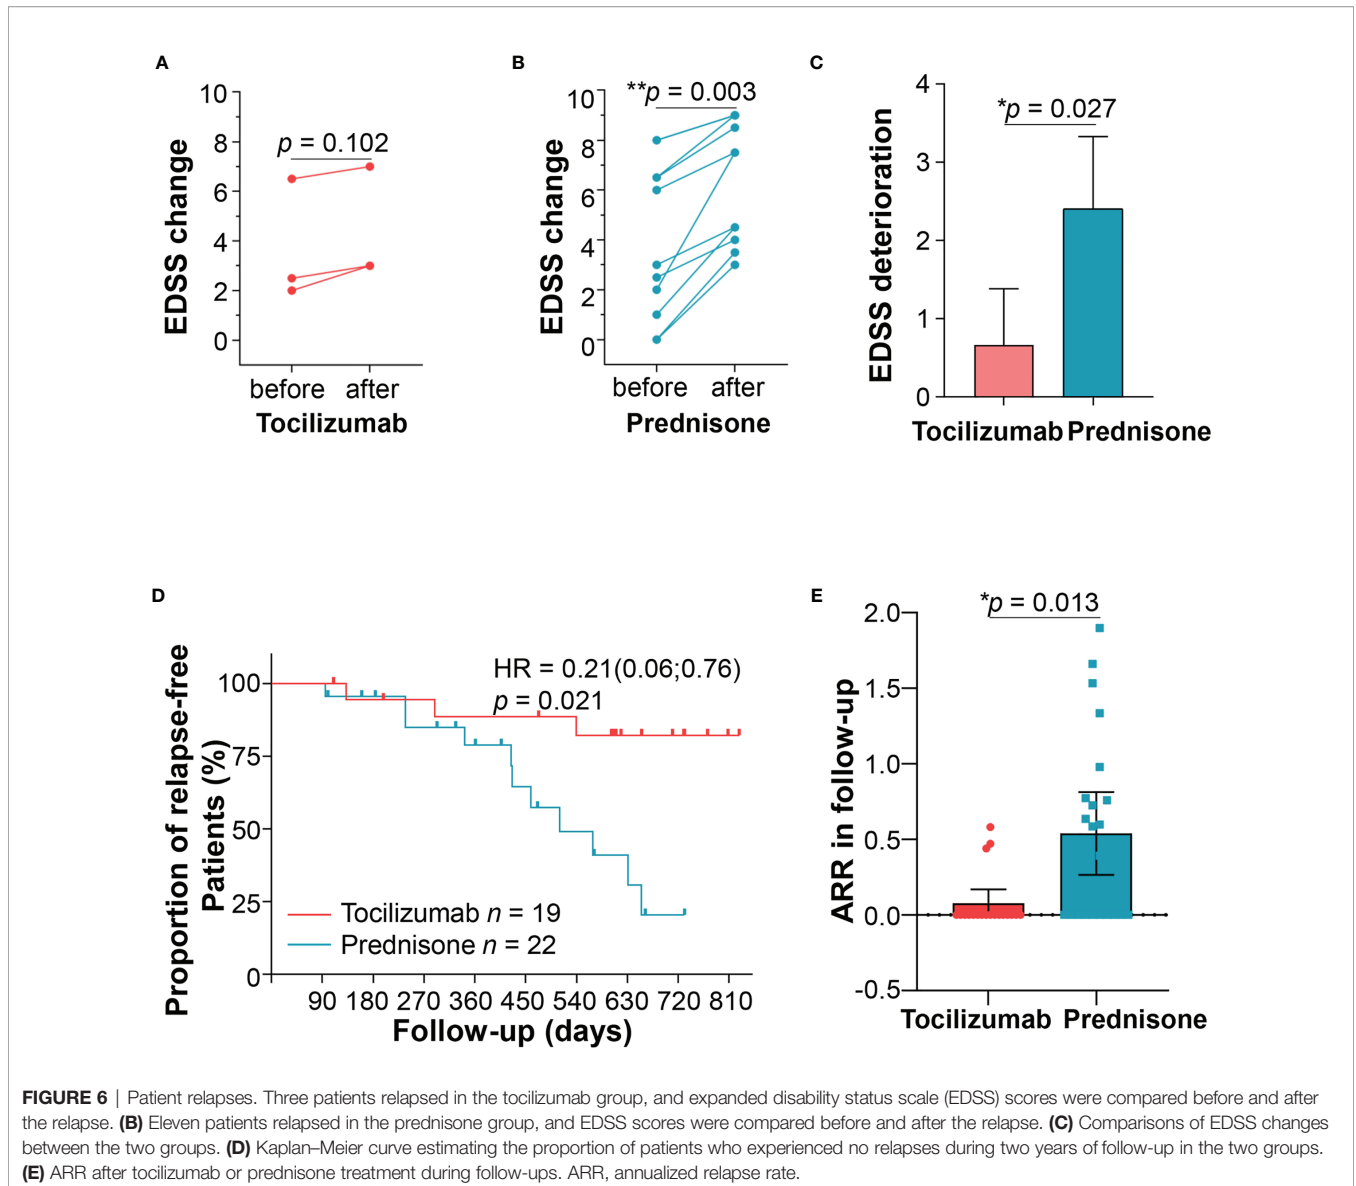 A
EDSS change
10
8
6
4
2
0
p = 0.102
before after
Tocilizumab
B
EDSS change
10
8
6
4
2
0
**p = 0.003
before after
Prednisone
C
EDSS deterioration
4
3
2
1
0
*p = 0.027
Tocilizumab Prednisone
D
Proportion of relapse-free
Patients (%)
100
75
50
25
0
HR = 0.21(0.06;0.76)
p = 0.021
Tocilizumab n = 19
Prednisone n = 22
90 180 270 360 450 540 630 720 810
Follow-up (days)
E
ARR in follow-up
2.0
1.5
1.0
0.5
0.0
-0.5
*p = 0.013
Tocilizumab Prednisone
FIGURE 6 | Patient relapses. Three patients relapsed in the tocilizumab group, and expanded disability status scale (EDSS) scores were compared before and after
the relapse. (B) Eleven patients relapsed in the prednisone group, and EDSS scores were compared before and after the relapse. (C) Comparisons of EDSS changes
between the two groups. (D) Kaplan–Meier curve estimating the proportion of patients who experienced no relapses during two years of follow-up in the two groups.
(E) ARR after tocilizumab or prednisone treatment during follow-ups. ARR, annualized relapse rate.